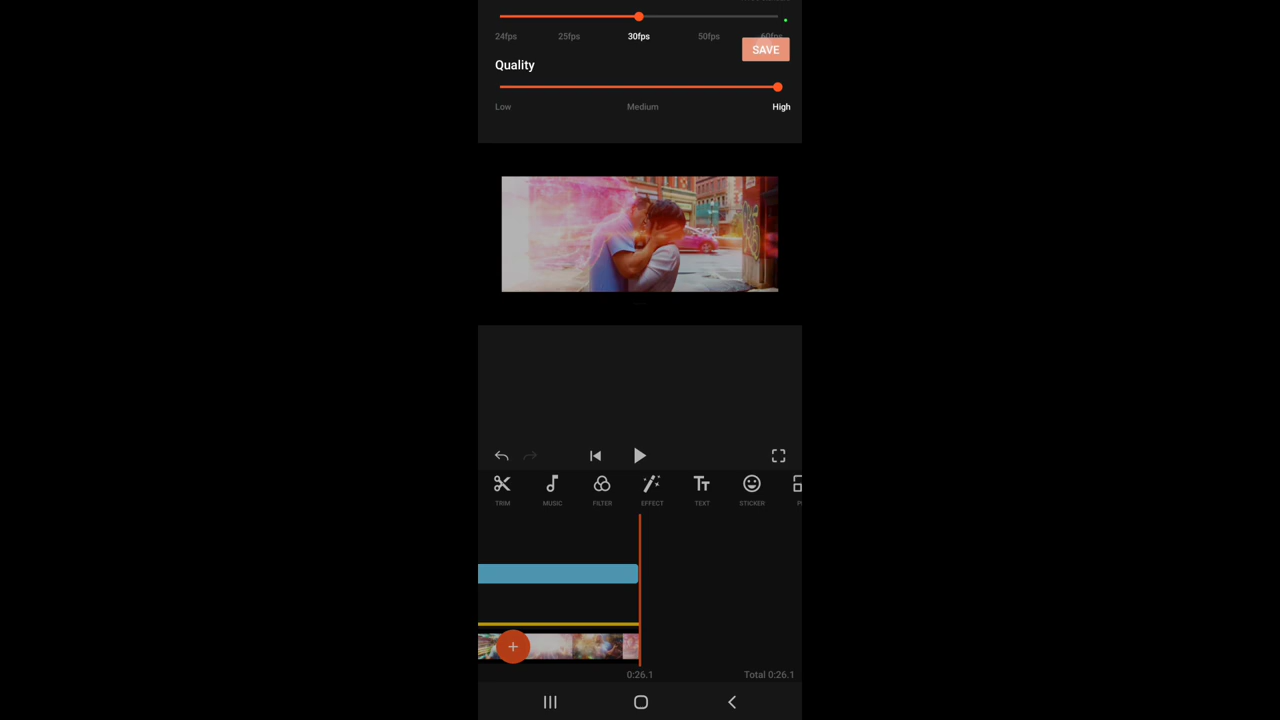 24fps 25fps 30fps 50fps 60fps
SAVE
Quality
Low Medium High
TRIM MUSIC FILTER EFFECT TEXT STICKER
0:26.1 Total 0:26.1